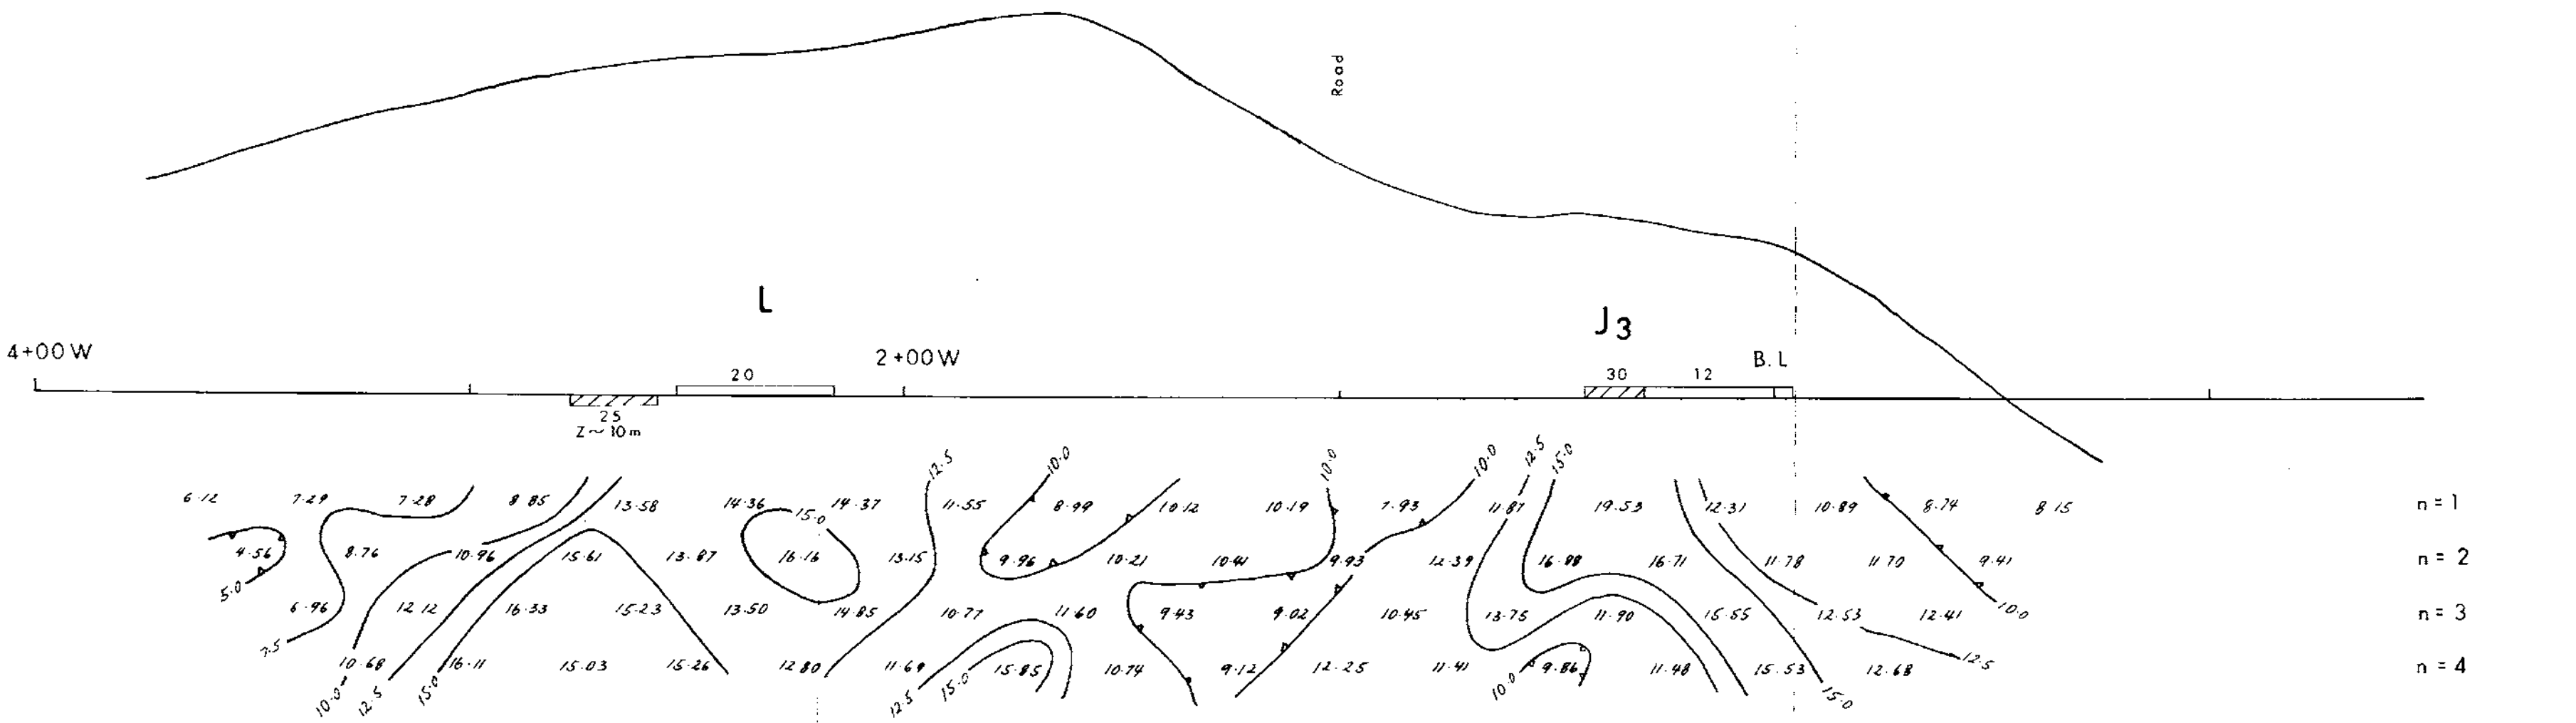 Road
L
J3
4+00 W
2+00W
B. L
20
30
12
25
Z~10m
12.5
10.0
10.0
10.0
12.5
15.0
6.12 7.29 7.28 8.85 13.58 14.36 14.37 11.55 8.99 10.12 10.19 7.93 11.87 19.53 12.31 10.89 8.74 8.15 n = 1
15.0
4.56 8.76 10.96 15.61 13.87 16.16 13.15 9.96 10.21 10.41 9.93 12.39 16.88 16.71 11.78 11.70 9.41 n = 2
5.0
6.96 12.12 16.33 15.23 13.50 14.85 10.77 11.60 9.43 9.02 10.45 13.75 11.90 15.55 12.53 12.41 10.0 n = 3
7.5
10.68 16.11 15.03 15.26 12.80 11.69 15.85 10.74 9.12 12.25 11.41 9.86 11.48 15.53 12.68 12.5 n = 4
10.0 12.5 15.0 12.5 15.0 10.0 15.0